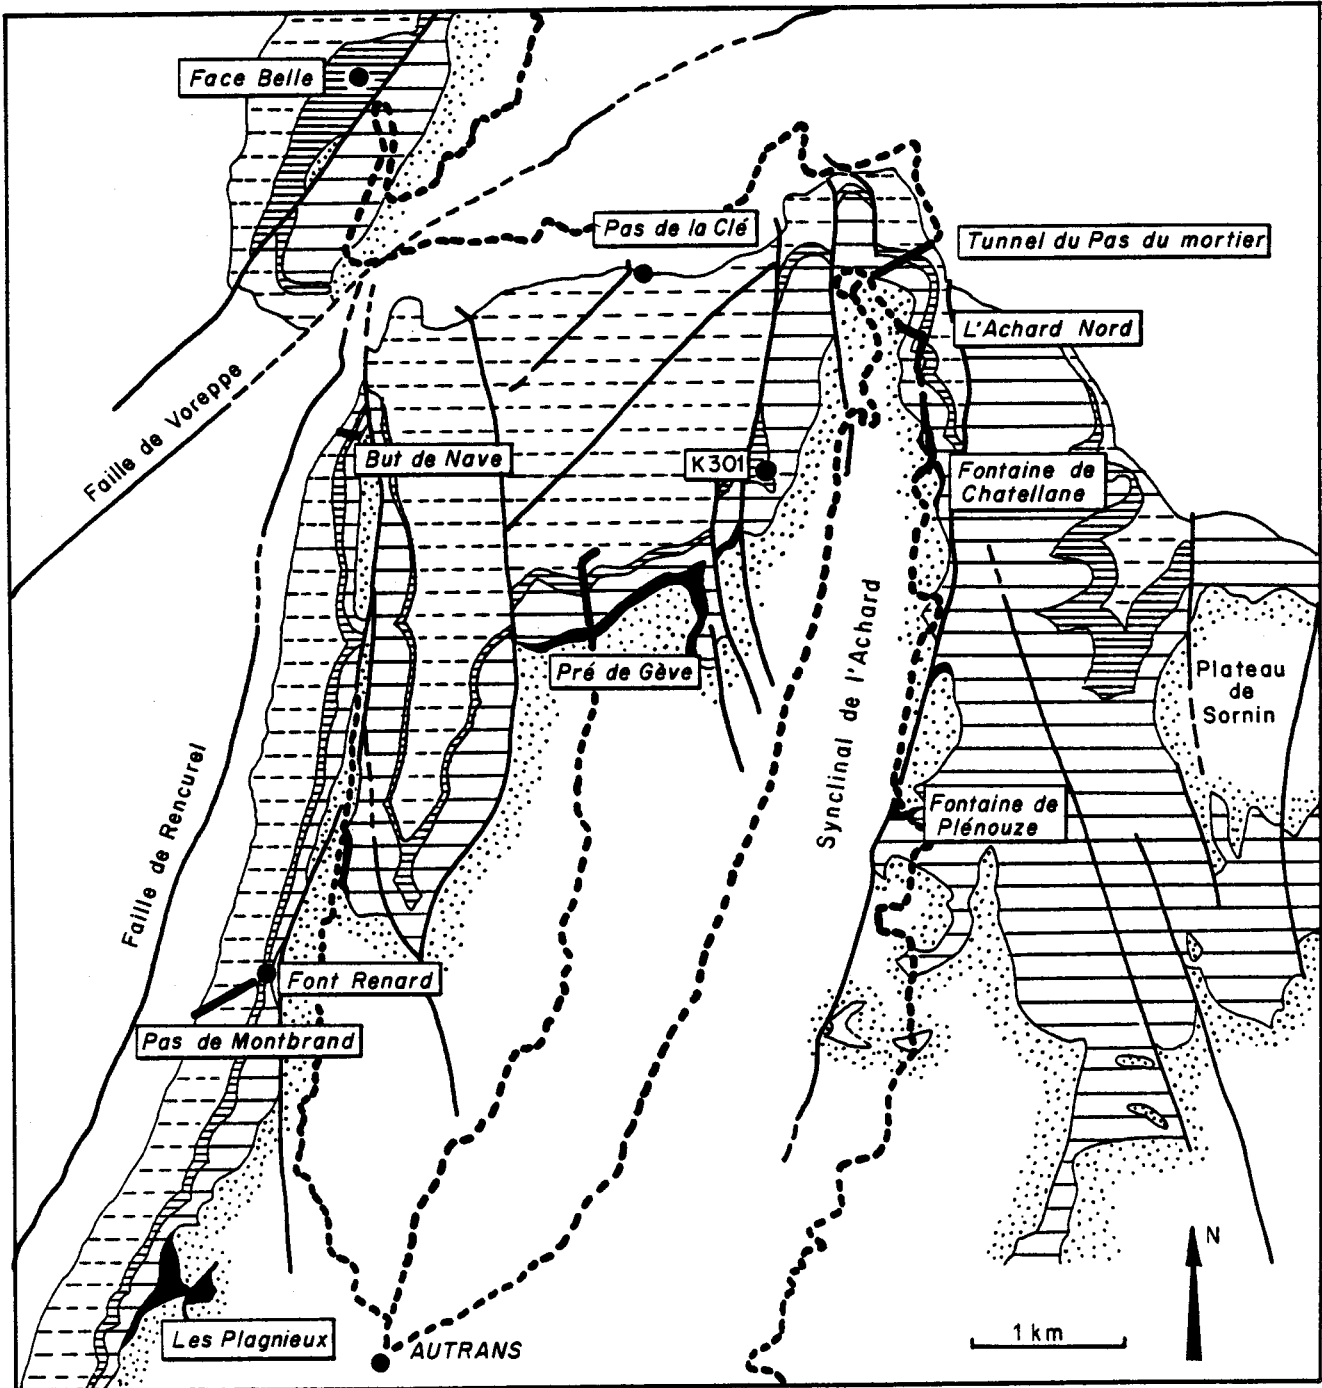 Face Belle
Pas de la Clé
Tunnel du Pas du mortier
L'Achard Nord
Faille de Voreppe
But de Nave
K301
Fontaine de
Chatellane
Synclinal de l'Achard
Pré de Gève
Plateau
de
Sornin
Faille de Rencurel
Fontaine de
Plénouze
Font Renard
Pas de Montbrand
N
Les Plagnieux
AUTRANS
1 km